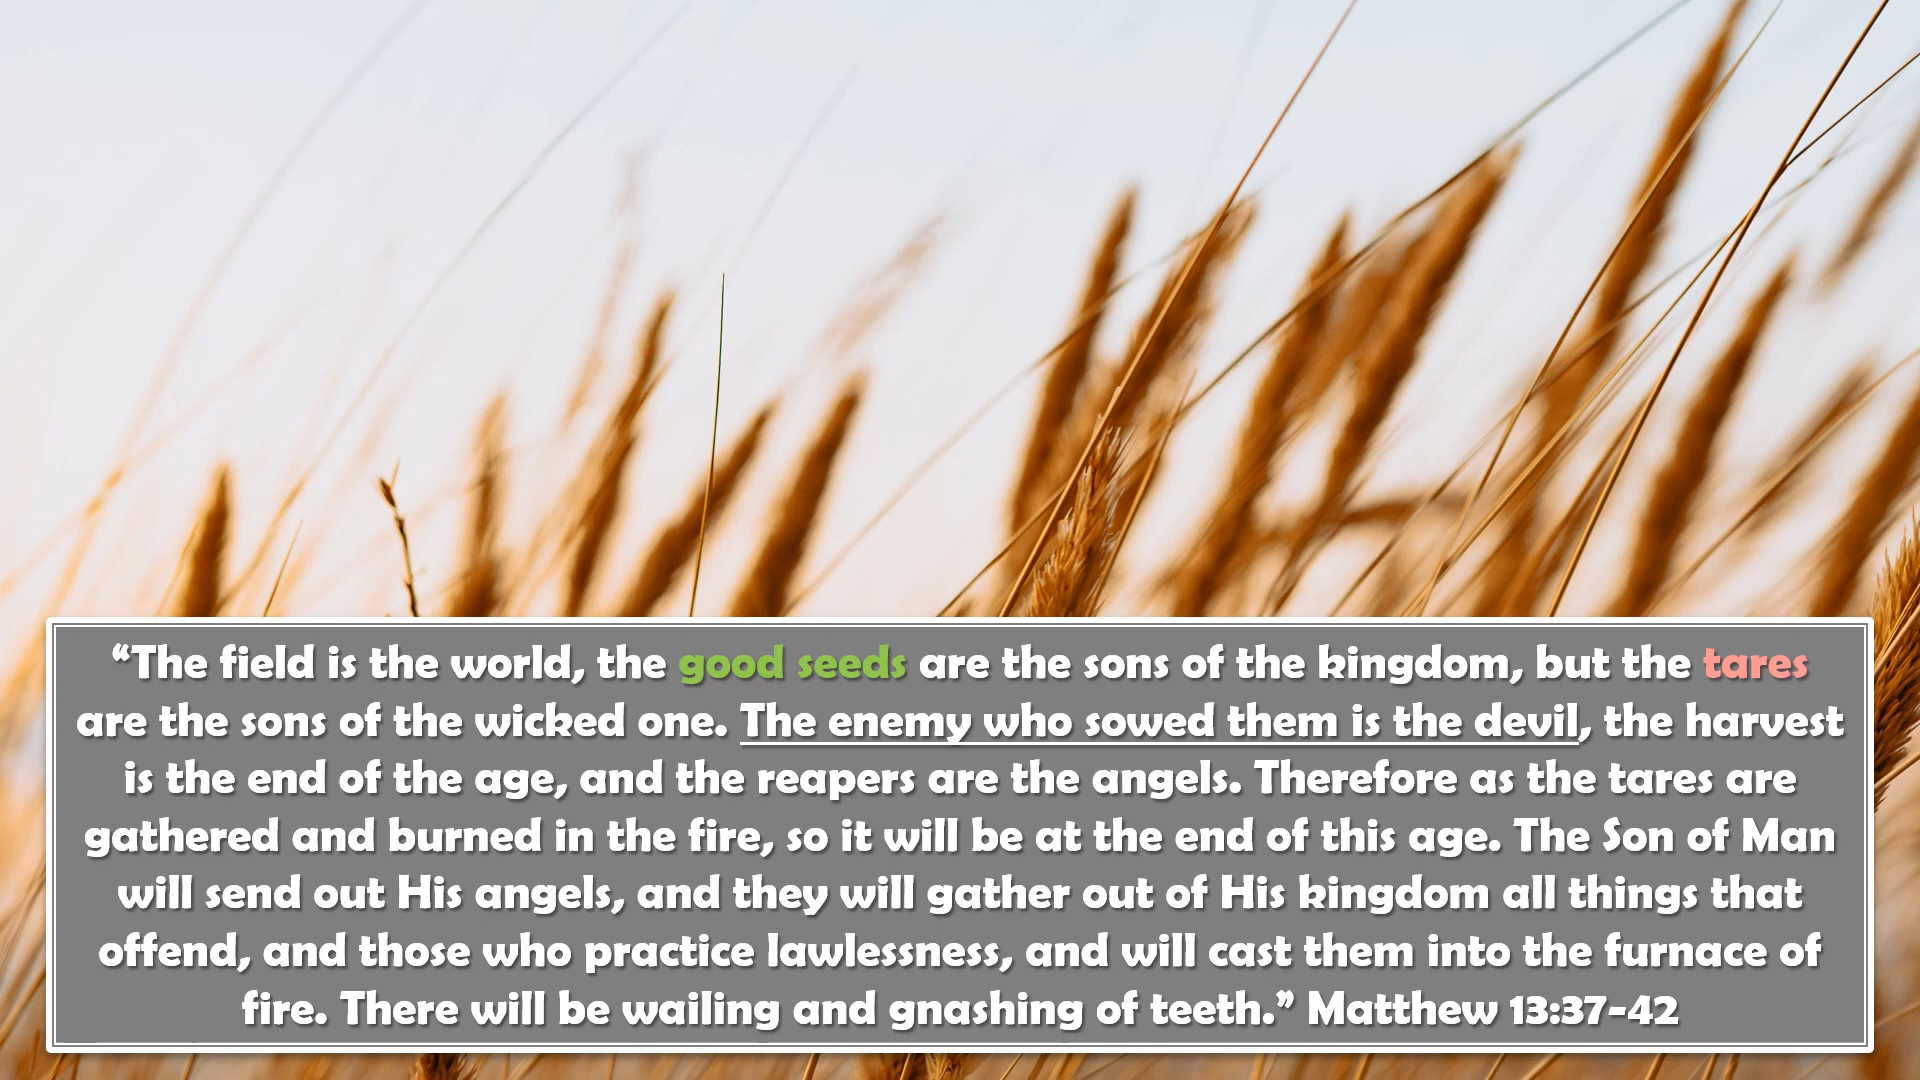 “The field is the world, the good seeds are the sons of the kingdom, but the tares
are the sons of the wicked one. The enemy who sowed them is the devil, the harvest
is the end of the age, and the reapers are the angels. Therefore as the tares are
gathered and burned in the fire, so it will be at the end of this age. The Son of Man
will send out His angels, and they will gather out of His kingdom all things that
offend, and those who practice lawlessness, and will cast them into the furnace of
fire. There will be wailing and gnashing of teeth.” Matthew 13:37-42